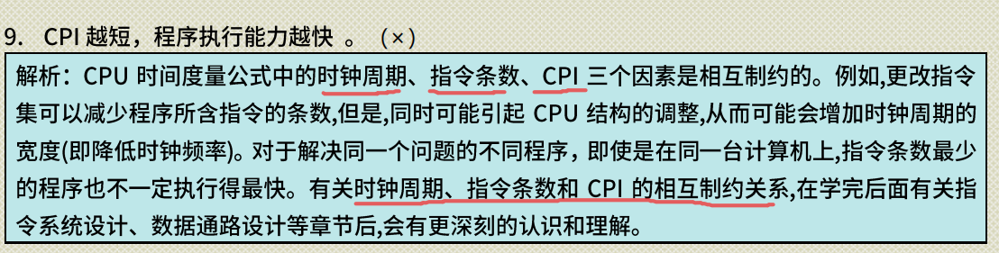 9. CPI 越短，程序执行能力越快 。 (×)
解析：CPU 时间度量公式中的时钟周期、指令条数、CPI 三个因素是相互制约的。例如,更改指令
集可以减少程序所含指令的条数,但是,同时可能引起 CPU 结构的调整,从而可能会增加时钟周期的
宽度(即降低时钟频率)。对于解决同一个问题的不同程序，即使是在同一台计算机上,指令条数最少
的程序也不一定执行得最快。有关时钟周期、指令条数和 CPI 的相互制约关系,在学完后面有关指
令系统设计、数据通路设计等章节后,会有更深刻的认识和理解。